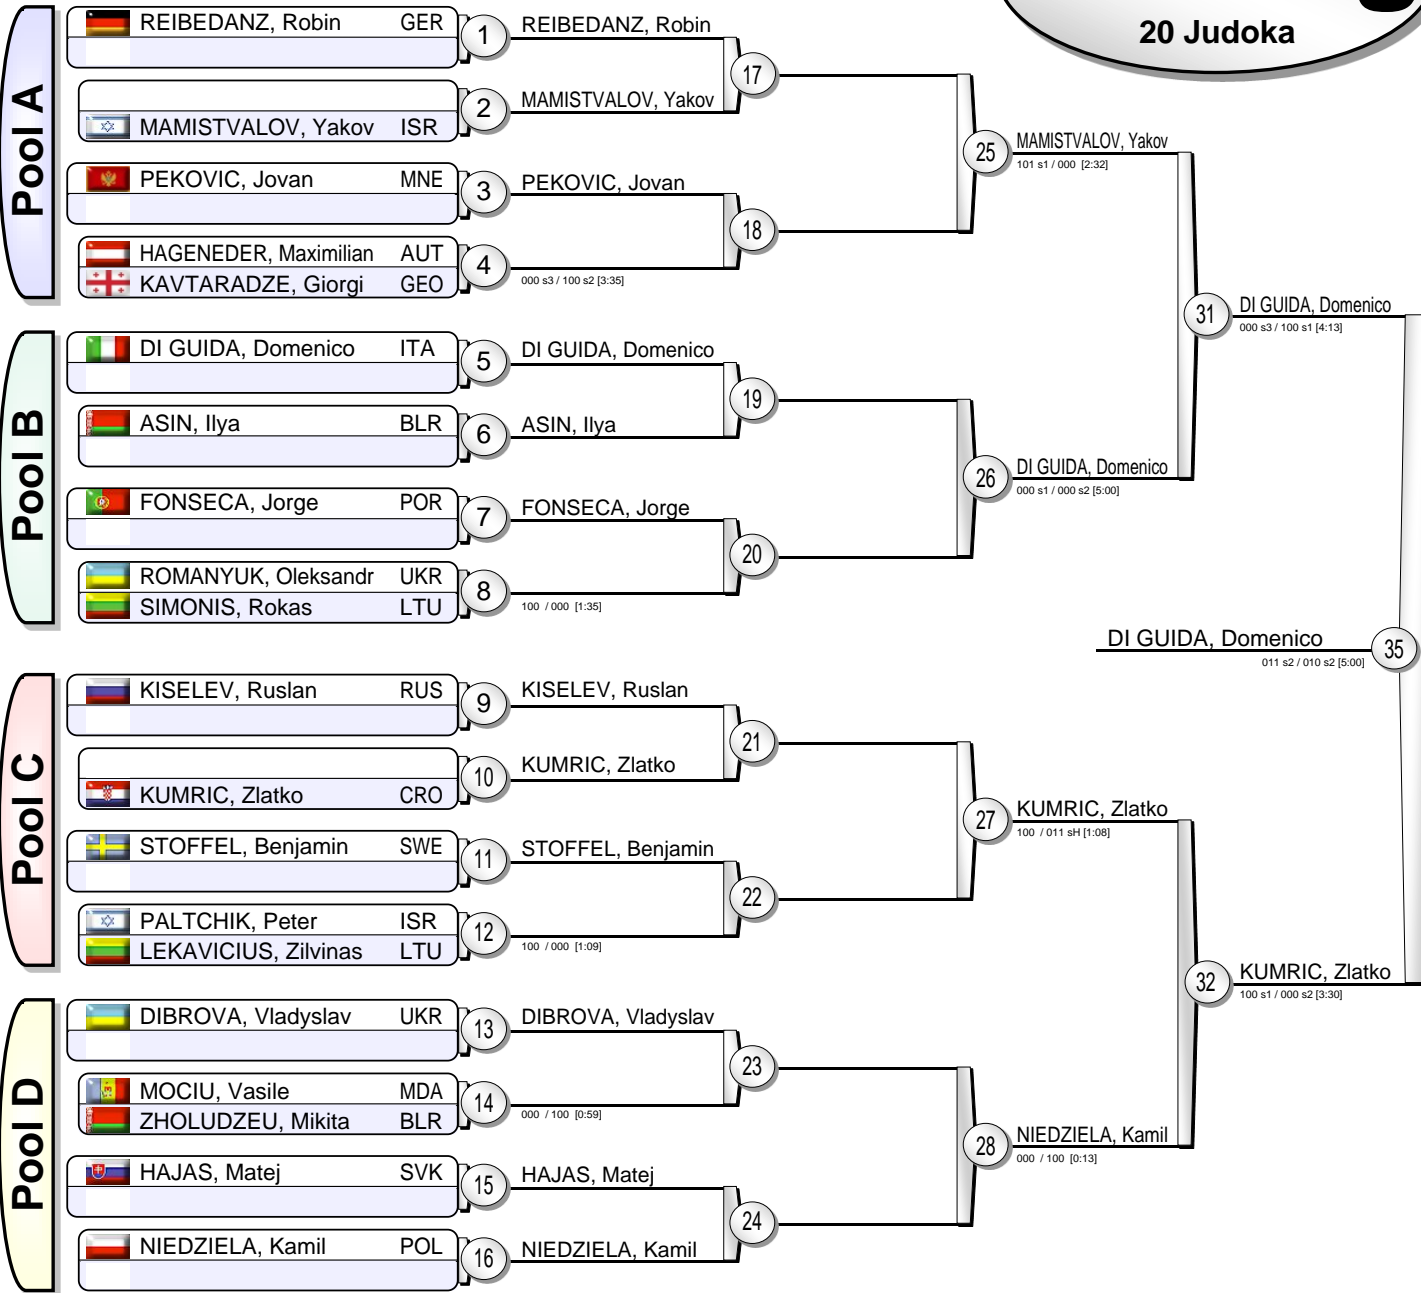 20 Judoka
Pool A
REIBEDANZ, Robin GER
1
REIBEDANZ, Robin
17
2
MAMISTVALOV, Yakov
MAMISTVALOV, Yakov ISR
25
MAMISTVALOV, Yakov
101 s1 / 000 [2:32]
PEKOVIC, Jovan MNE
3
PEKOVIC, Jovan
18
HAGENEDER, Maximilian AUT
KAVTARADZE, Giorgi GEO
4
000 s3 / 100 s2 [3:35]
31
DI GUIDA, Domenico
000 s3 / 100 s1 [4:13]
Pool B
DI GUIDA, Domenico ITA
5
DI GUIDA, Domenico
19
ASIN, Ilya BLR
6
ASIN, Ilya
26
DI GUIDA, Domenico
000 s1 / 000 s2 [5:00]
FONSECA, Jorge POR
7
FONSECA, Jorge
20
ROMANYUK, Oleksandr UKR
SIMONIS, Rokas LTU
8
100 / 000 [1:35]
DI GUIDA, Domenico
011 s2 / 010 s2 [5:00]
35
Pool C
KISELEV, Ruslan RUS
9
KISELEV, Ruslan
21
10
KUMRIC, Zlatko
KUMRIC, Zlatko CRO
27
KUMRIC, Zlatko
100 / 011 sH [1:08]
STOFFEL, Benjamin SWE
11
STOFFEL, Benjamin
22
PALTCHIK, Peter ISR
LEKAVICIUS, Zilvinas LTU
12
100 / 000 [1:09]
32
KUMRIC, Zlatko
100 s1 / 000 s2 [3:30]
Pool D
DIBROVA, Vladyslav UKR
13
DIBROVA, Vladyslav
23
MOCIU, Vasile MDA
ZHOLUDZEU, Mikita BLR
14
000 / 100 [0:59]
28
NIEDZIELA, Kamil
000 / 100 [0:13]
HAJAS, Matej SVK
15
HAJAS, Matej
24
NIEDZIELA, Kamil POL
16
NIEDZIELA, Kamil